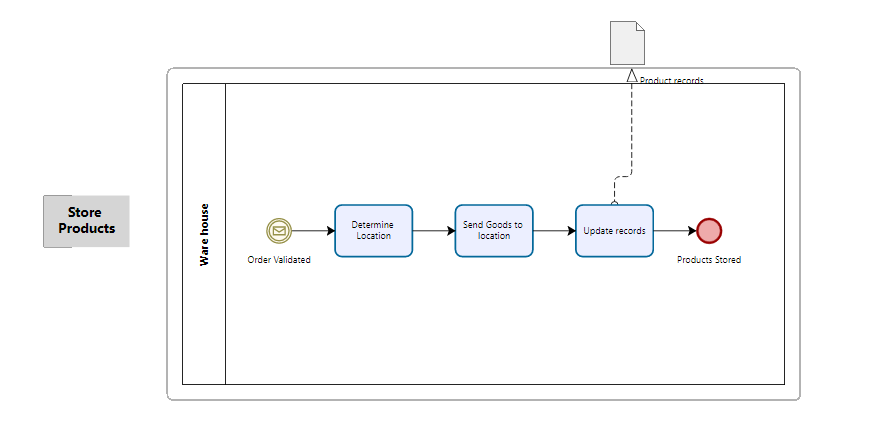 Product records
Store
Products
Ware house
Order Validated
Determine
Location
Send Goods to
location
Update records
Products Stored